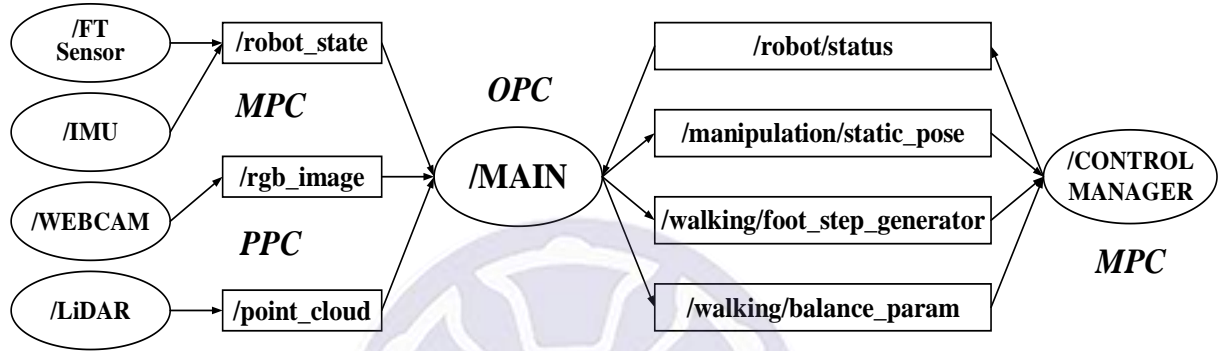 /FT
Sensor
/robot_state
/robot/status
MPC
OPC
/IMU
/manipulation/static_pose
/rgb_image
/MAIN
/CONTROL
MANAGER
/WEBCAM
/walking/foot_step_generator
PPC
MPC
/LiDAR
/point_cloud
/walking/balance_param